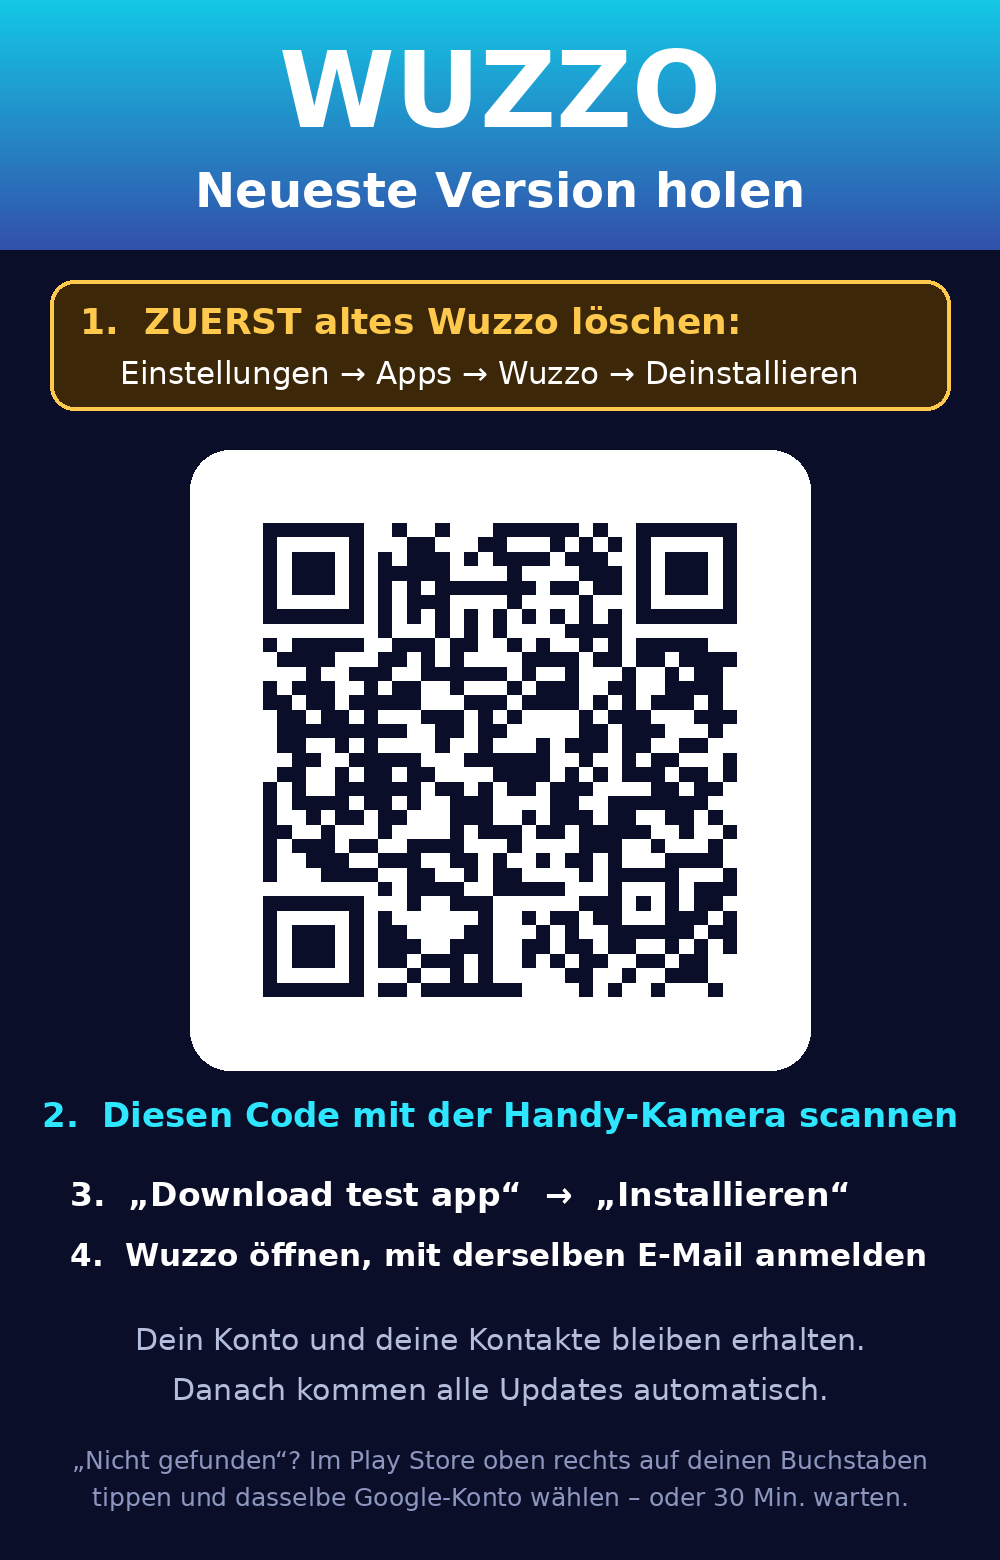 WUZZO
Neueste Version holen
1. ZUERST altes Wuzzo löschen:
Einstellungen → Apps → Wuzzo → Deinstallieren
2. Diesen Code mit der Handy-Kamera scannen
3. „Download test app“ → „Installieren“
4. Wuzzo öffnen, mit derselben E-Mail anmelden
Dein Konto und deine Kontakte bleiben erhalten.
Danach kommen alle Updates automatisch.
„Nicht gefunden“? Im Play Store oben rechts auf deinen Buchstaben
tippen und dasselbe Google-Konto wählen – oder 30 Min. warten.